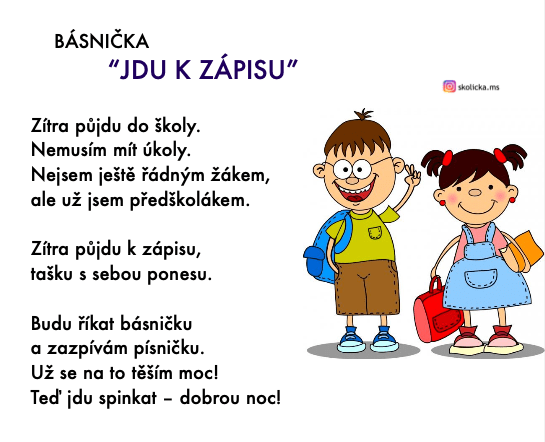 BÁSNIČKA
“JDU K ZÁPISU”
skolicka.ms
Zítra půjdu do školy.
Nemusím mít úkoly.
Nejsem ještě řádným žákem,
ale už jsem předškolákem.
Zítra půjdu k zápisu,
tašku s sebou ponesu.
Budu říkat básničku
a zazpívám písničku.
Už se na to těším moc!
Teď jdu spinkat – dobrou noc!